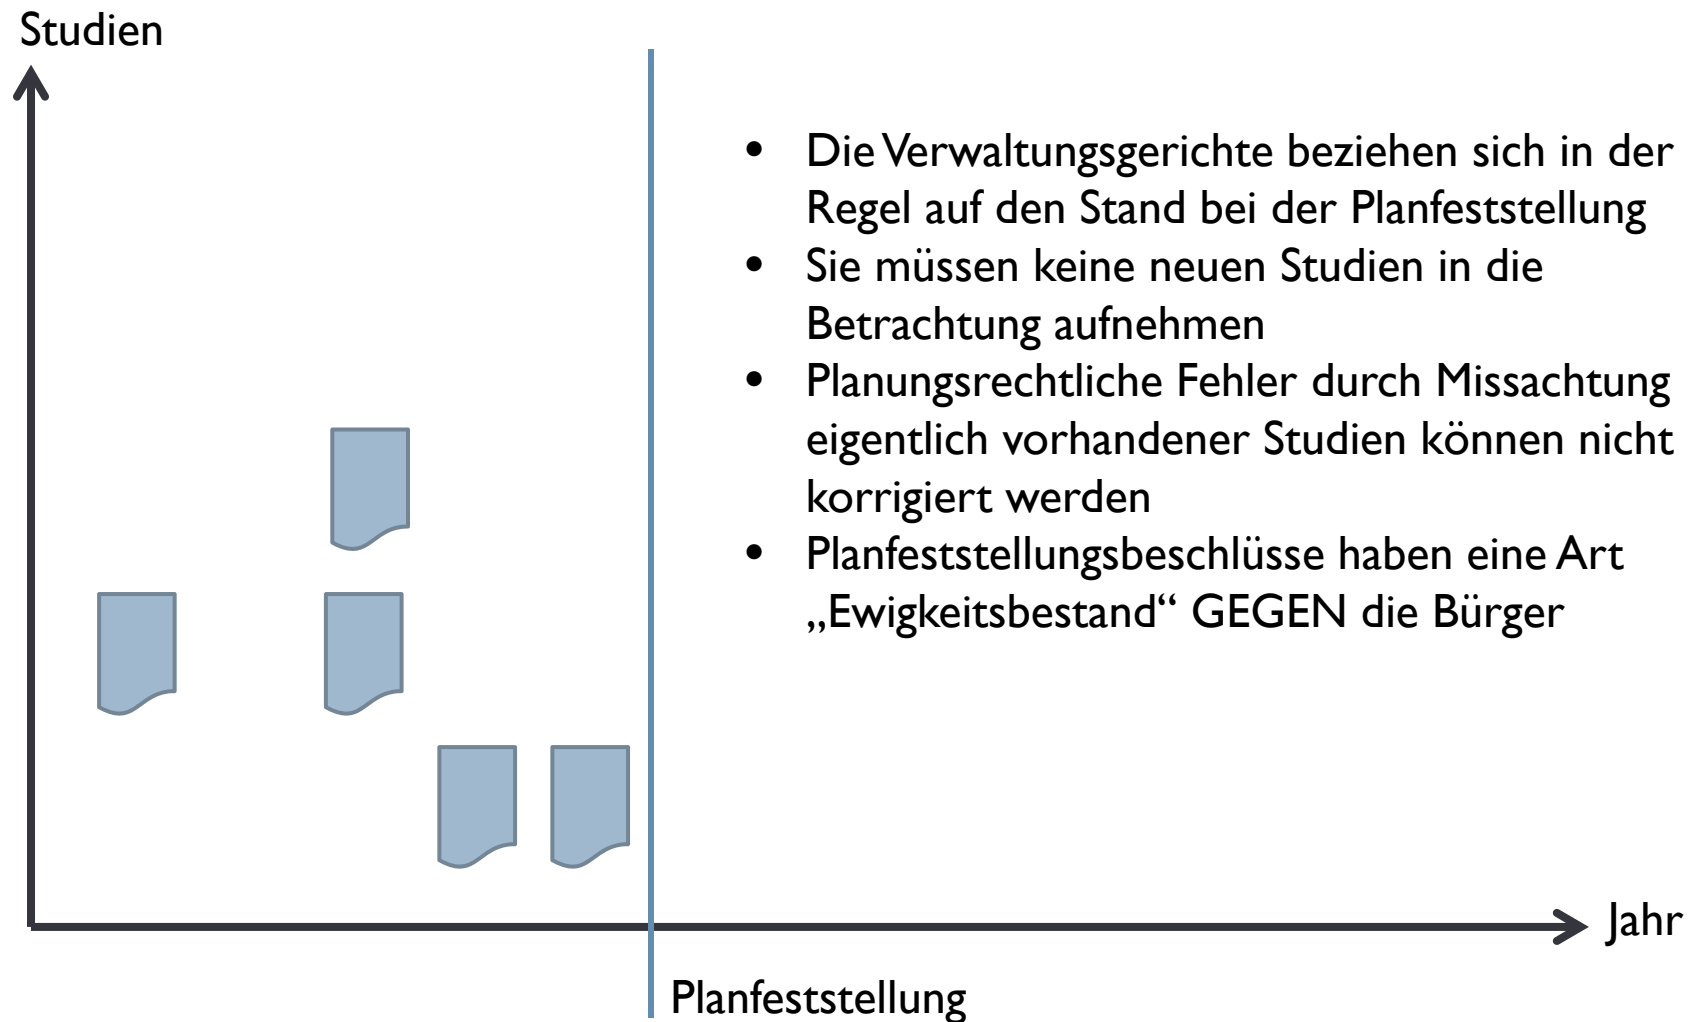 Studien
• Die Verwaltungsgerichte beziehen sich in der
Regel auf den Stand bei der Planfeststellung
• Sie müssen keine neuen Studien in die
Betrachtung aufnehmen
• Planungsrechtliche Fehler durch Missachtung
eigentlich vorhandener Studien können nicht
korrigiert werden
• Planfeststellungsbeschlüsse haben eine Art
„Ewigkeitsbestand“ GEGEN die Bürger
Jahr
Planfeststellung